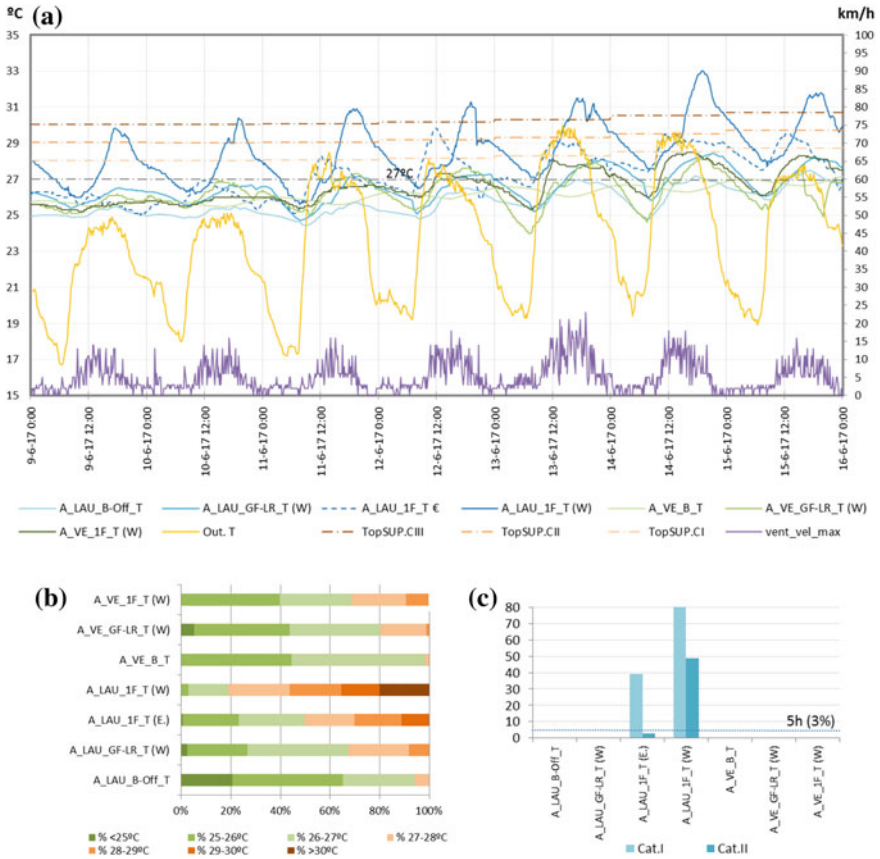 ºC (a) km/h
35 100
95
33 90
85
31 80
75
29 70
65
27 27ºC 60
55
25 50
45
23 40
35
21 30
25
19 20
15
17 10
5
15 0
9-6-17 0:00 9-6-17 12:00 10-6-17 0:00 10-6-17 12:00 11-6-17 0:00 11-6-17 12:00 12-6-17 0:00 12-6-17 12:00 13-6-17 0:00 13-6-17 12:00 14-6-17 0:00 14-6-17 12:00 15-6-17 0:00 15-6-17 12:00 16-6-17 0:00
A_LAU_B-Off_T A_LAU_GF-LR_T (W) A_LAU_1F_T € A_LAU_1F_T (W) A_VE_B_T A_VE_GF-LR_T (W)
A_VE_1F_T (W) Out. T TopSUP.CIII TopSUP.CII TopSUP.CI vent_vel_max
(b)
A_VE_1F_T (W)
A_VE_GF-LR_T (W)
A_VE_B_T
A_LAU_1F_T (W)
A_LAU_1F_T (E.)
A_LAU_GF-LR_T (W)
A_LAU_B-Off_T
0% 20% 40% 60% 80% 100%
% <25ºC % 25-26ºC % 26-27ºC % 27-28ºC
% 28-29ºC % 29-30ºC % >30ºC
(c)
80
70
60
50
40
30
20
10
0
5h (3%)
A_LAU_B-Off_T A_LAU_GF-LR_T (W) A_LAU_1F_T (E.) A_LAU_1F_T (W) A_VE_B_T A_VE_GF-LR_T (W) A_VE_1F_T (W)
Cat.I Cat.II